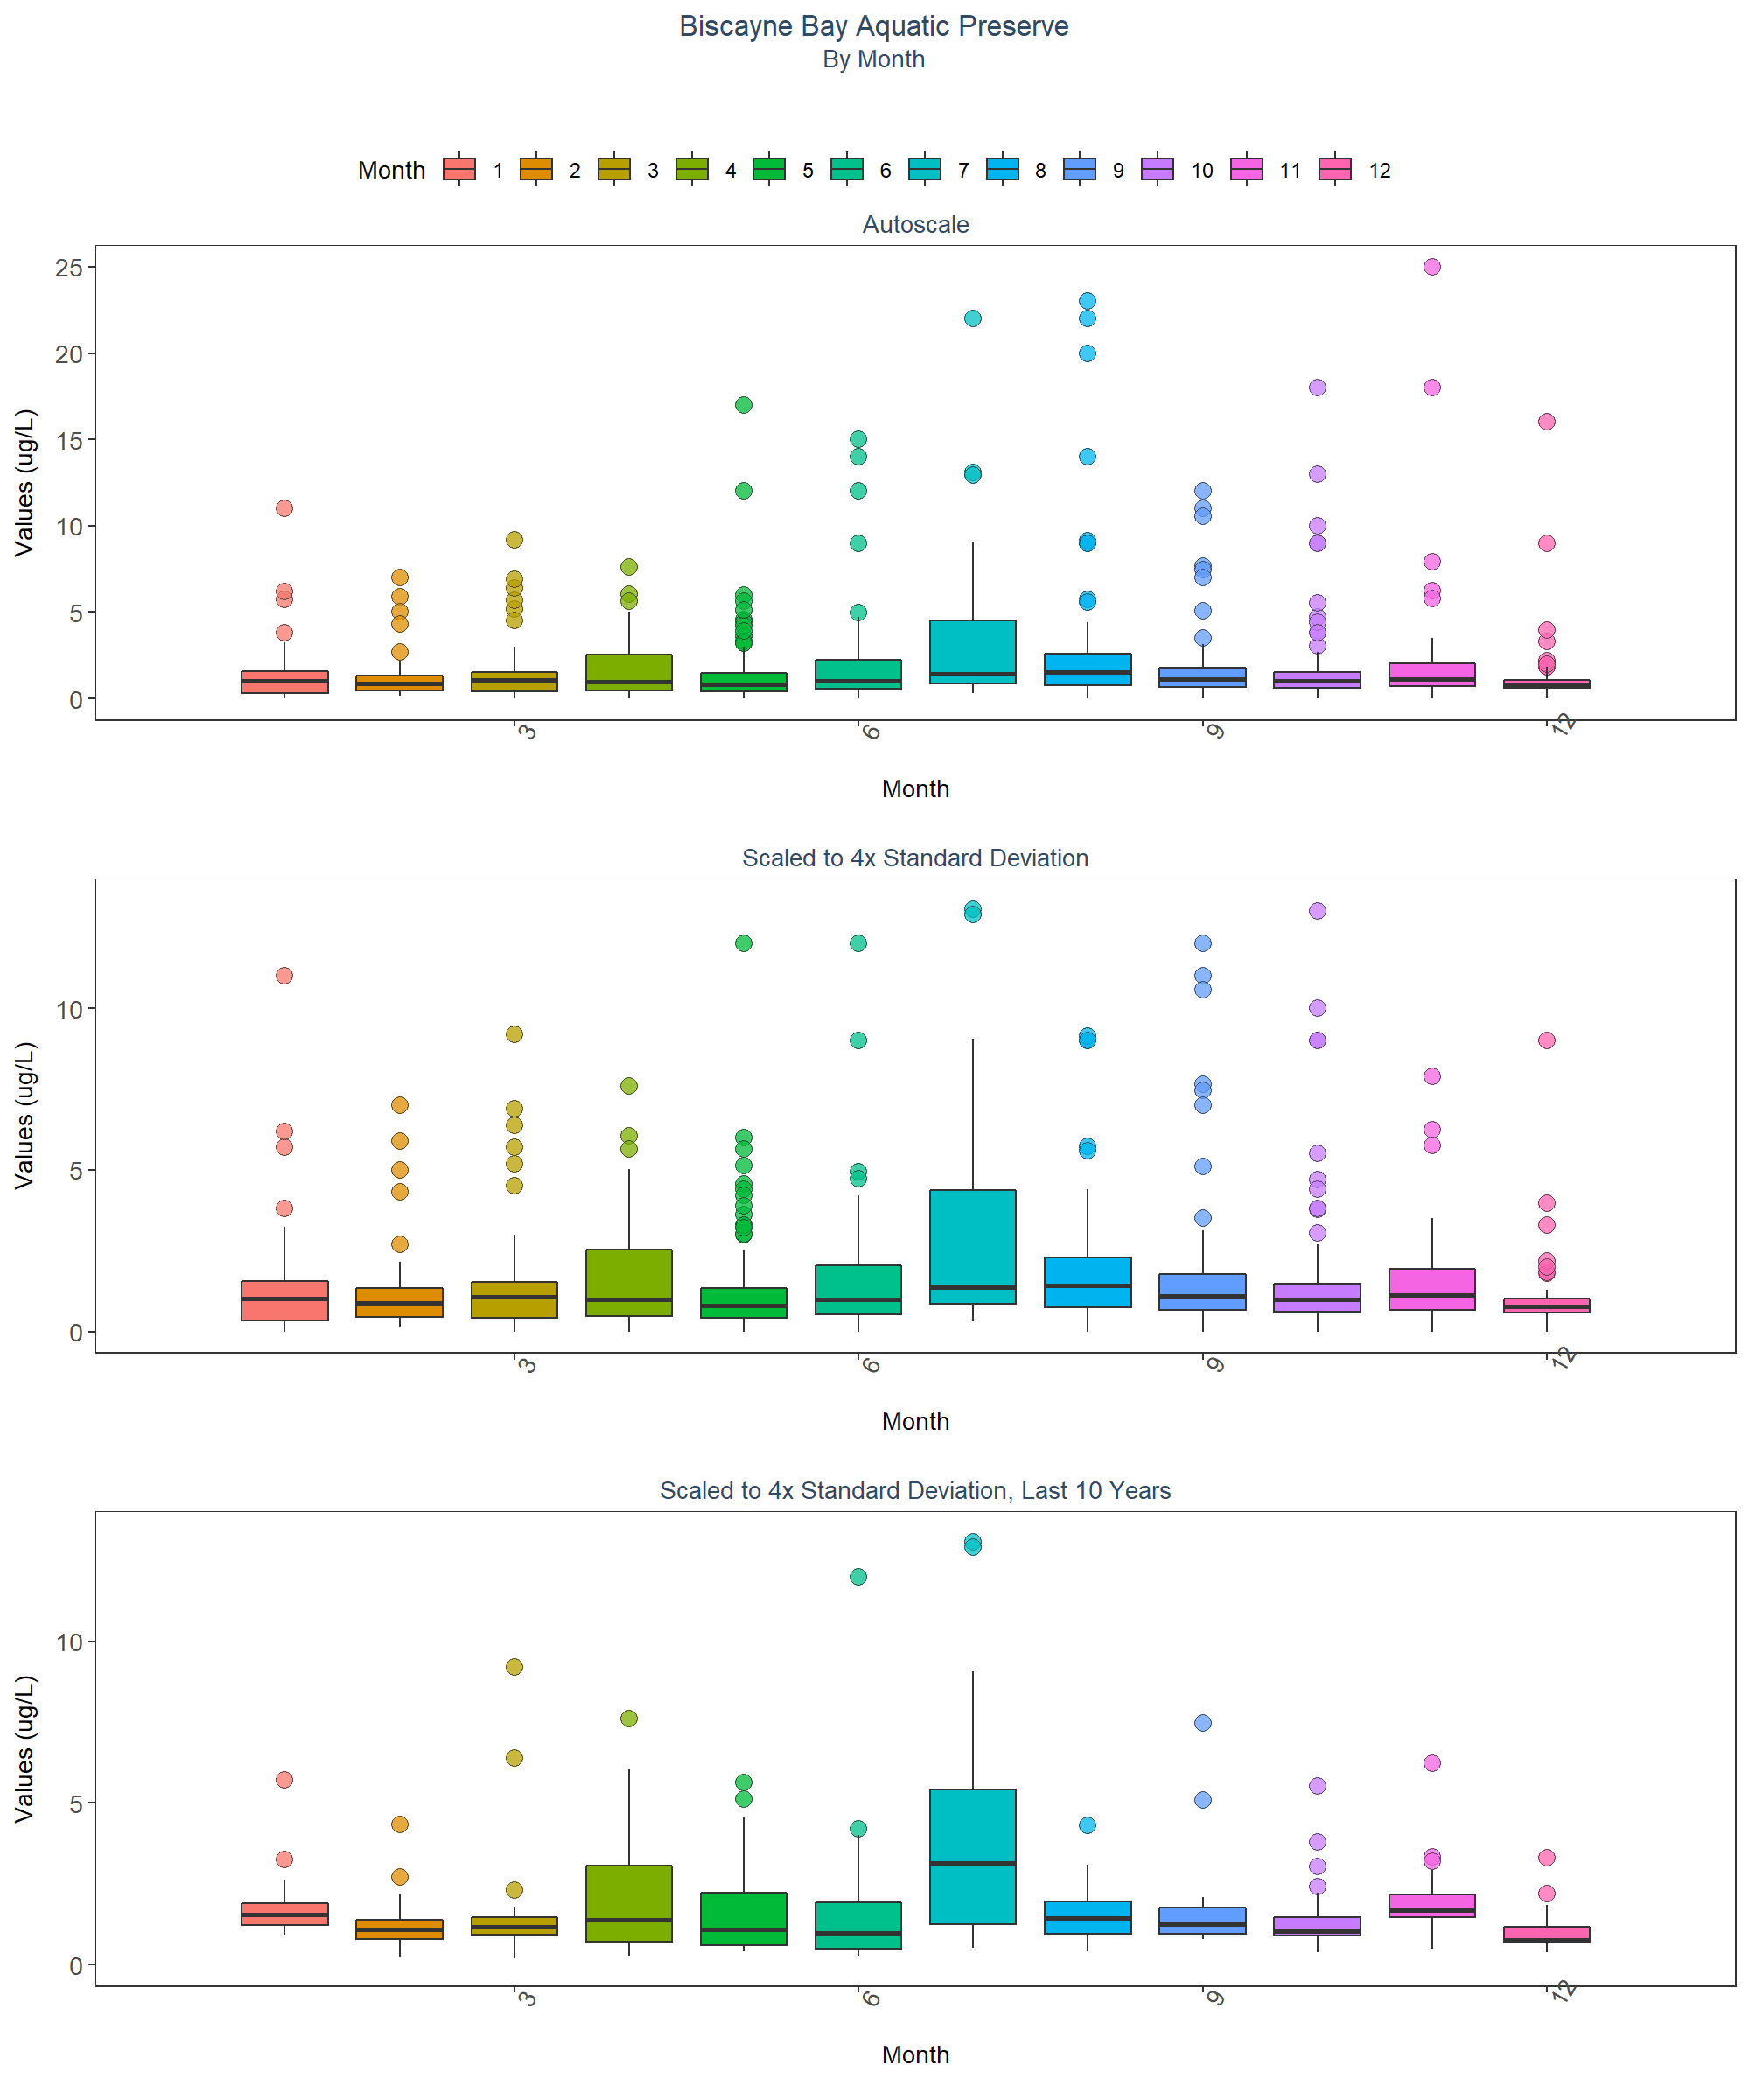 Biscayne Bay Aquatic Preserve
By Month
Month 1 2 3 4 5 6 7 8 9 10 11 12
Autoscale
25
20
15
10
5
0
Values (ug/L)
3 6 9 12
Month
Scaled to 4x Standard Deviation
10
5
0
Values (ug/L)
3 6 9 12
Month
Scaled to 4x Standard Deviation, Last 10 Years
10
5
0
Values (ug/L)
3 6 9 12
Month